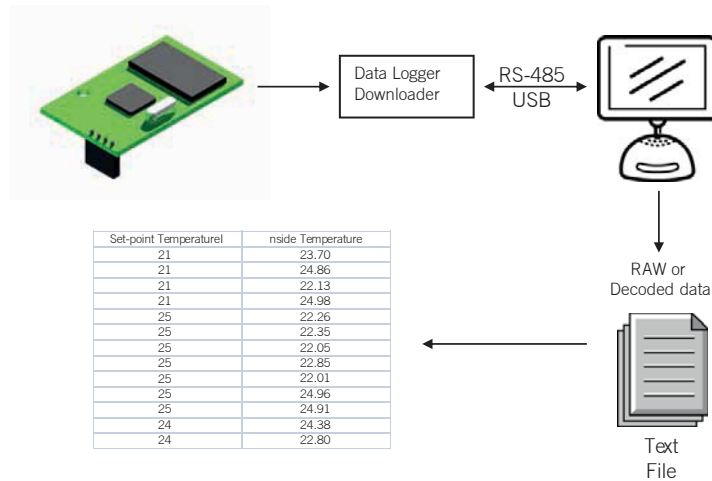 Data Logger
Downloader
RS-485
USB
RAW or
Decoded data
Text
File
Set-point Temperaturel nside Temperature
21 23.70
21 24.86
21 22.13
21 24.98
25 22.26
25 22.35
25 22.05
25 22.85
25 22.01
25 24.96
25 24.91
24 24.38
24 22.80